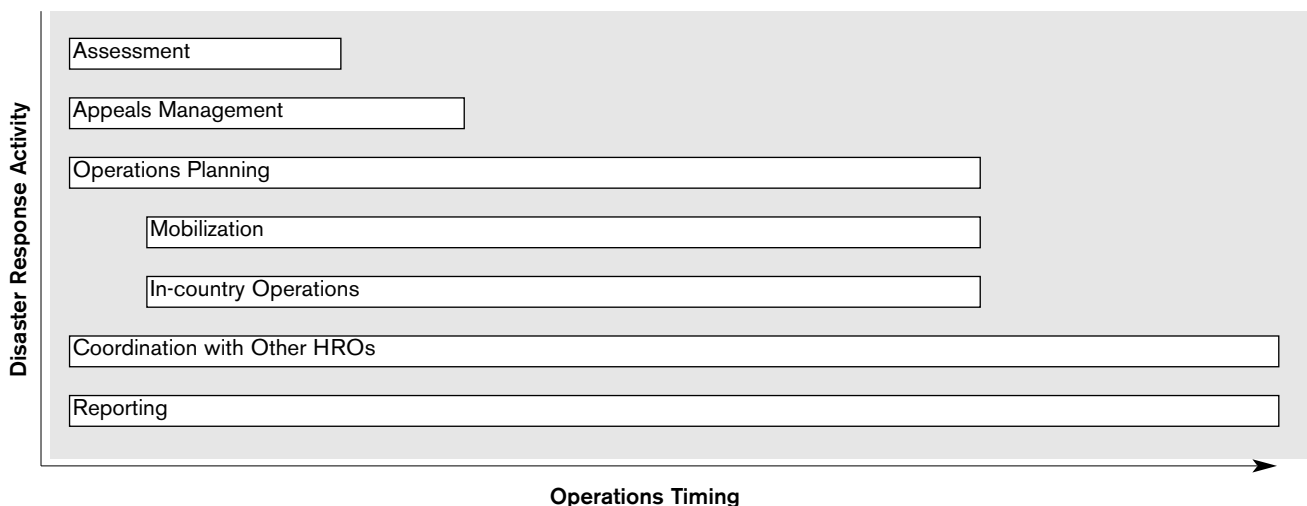 Disaster Response Activity
Assessment
Appeals Management
Operations Planning
Mobilization
In-country Operations
Coordination with Other HROs
Reporting
Operations Timing